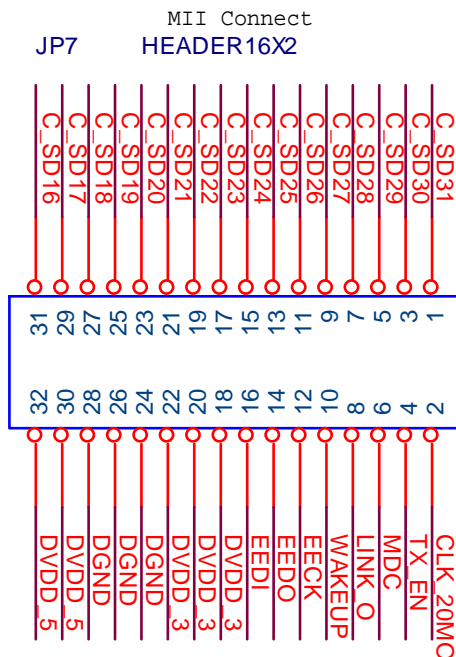 MII Connect
JP7 HEADER16X2
C_SD16
C_SD17
C_SD18
C_SD19
C_SD20
C_SD21
C_SD22
C_SD23
C_SD24
C_SD25
C_SD26
C_SD27
C_SD28
C_SD29
C_SD30
C_SD31
31 29 27 25 23 21 19 17 15 13 11 9 7 5 3 1
32 30 28 26 24 22 20 18 16 14 12 10 8 6 4 2
DVDD_5
DVDD_5
DGND
DGND
DGND
DVDD_3
DVDD_3
DVDD_3
EEDI
EEDO
EECK
WAKEUP
LINK_O
MDC
TX_EN
CLK_20MO